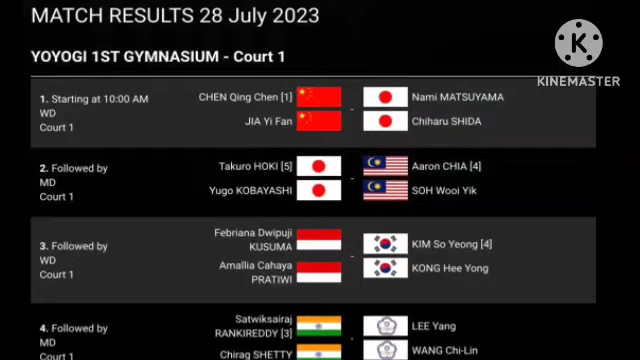 MATCH RESULTS 28 July 2023
YOYOGI 1ST GYMNASIUM - Court 1
K
KINEMASTER
1. Starting at 10:00 AM
WD
Court 1
CHEN Qing Chen [1]
JIA Yi Fan
-
Nami MATSUYAMA
Chiharu SHIDA
2. Followed by
MD
Court 1
Takuro HOKI [5]
Yugo KOBAYASHI
-
Aaron CHIA [4]
SOH Wooi Yik
3. Followed by
WD
Court 1
Febriana Dwipuji
KUSUMA
Amallia Cahaya
PRATIWI
-
KIM So Yeong [4]
KONG Hee Yong
4. Followed by
MD
Court 1
Satwiksairaj
RANKIREDDY [3]
Chirag SHETTY
-
LEE Yang
WANG Chi-Lin